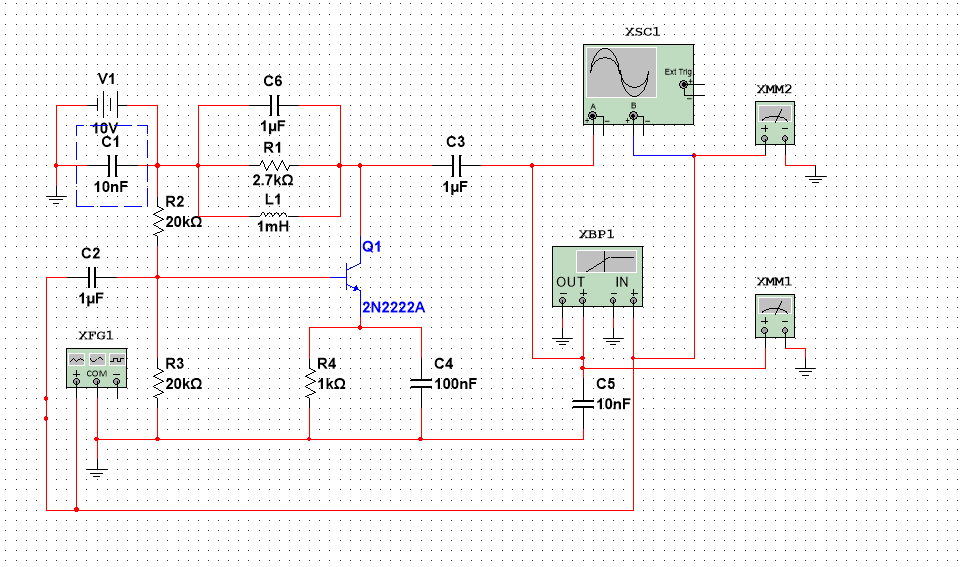 XSC1
Ext Trig
+
−
A
B
+ − + −
XMM2
+ −
V1
10V
C1
10nF
C6
1µF
R1
2.7kΩ
L1
1mH
C3
1µF
R2
20kΩ
Q1
2N2222A
C2
1µF
XBP1
OUT IN
− + − +
XMM1
+ −
XFG1
COM
+ −
R3
20kΩ
R4
1kΩ
C4
100nF
C5
10nF